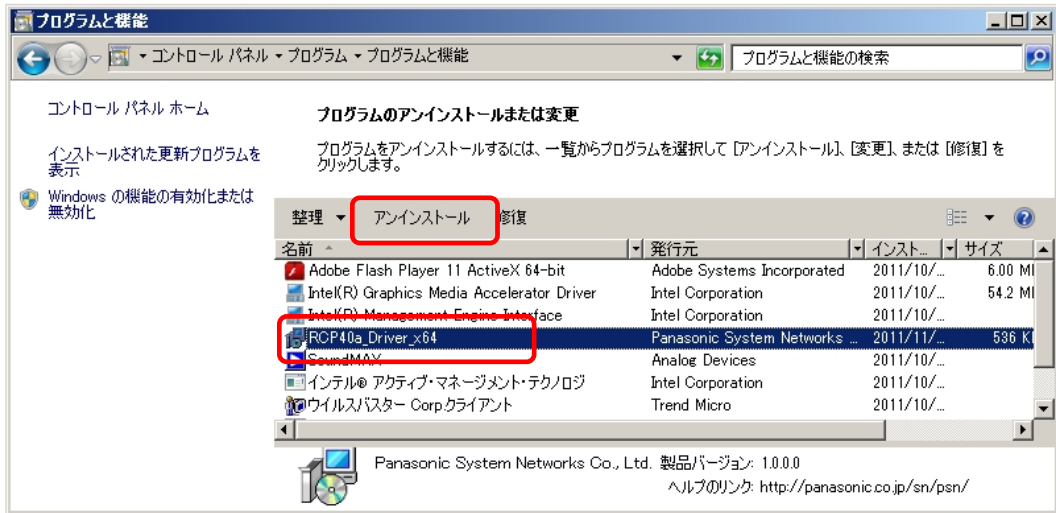 プログラムと機能
コントロール パネル プログラム プログラムと機能
プログラムと機能の検索
コントロール パネル ホーム
インストールされた更新プログラムを
表示
Windows の機能の有効化または
無効化
プログラムのアンインストールまたは変更
プログラムをアンインストールするには、一覧からプログラムを選択して [アンインストール]、[変更]、または [修復] を
クリックします。
整理 アンインストール 修復
名前 発行元 インスト... サイズ
Adobe Flash Player 11 ActiveX 64-bit Adobe Systems Incorporated 2011/10/... 6.00 M
Intel(R) Graphics Media Accelerator Driver Intel Corporation 2011/10/... 54.2 M
Intel(R) Management Engine Interface Intel Corporation 2011/10/...
RCP40a_Driver_x64 Panasonic System Networks ... 2011/11/... 536 K
SoundMAX Analog Devices 2011/10/...
インテル® アクティブ・マネージメント・テクノロジ Intel Corporation 2011/10/...
ウイルスバスター Corp.クライアント Trend Micro 2011/10/...
Panasonic System Networks Co., Ltd. 製品バージョン: 1.0.0.0
ヘルプのリンク: http://panasonic.co.jp/sn/psn/